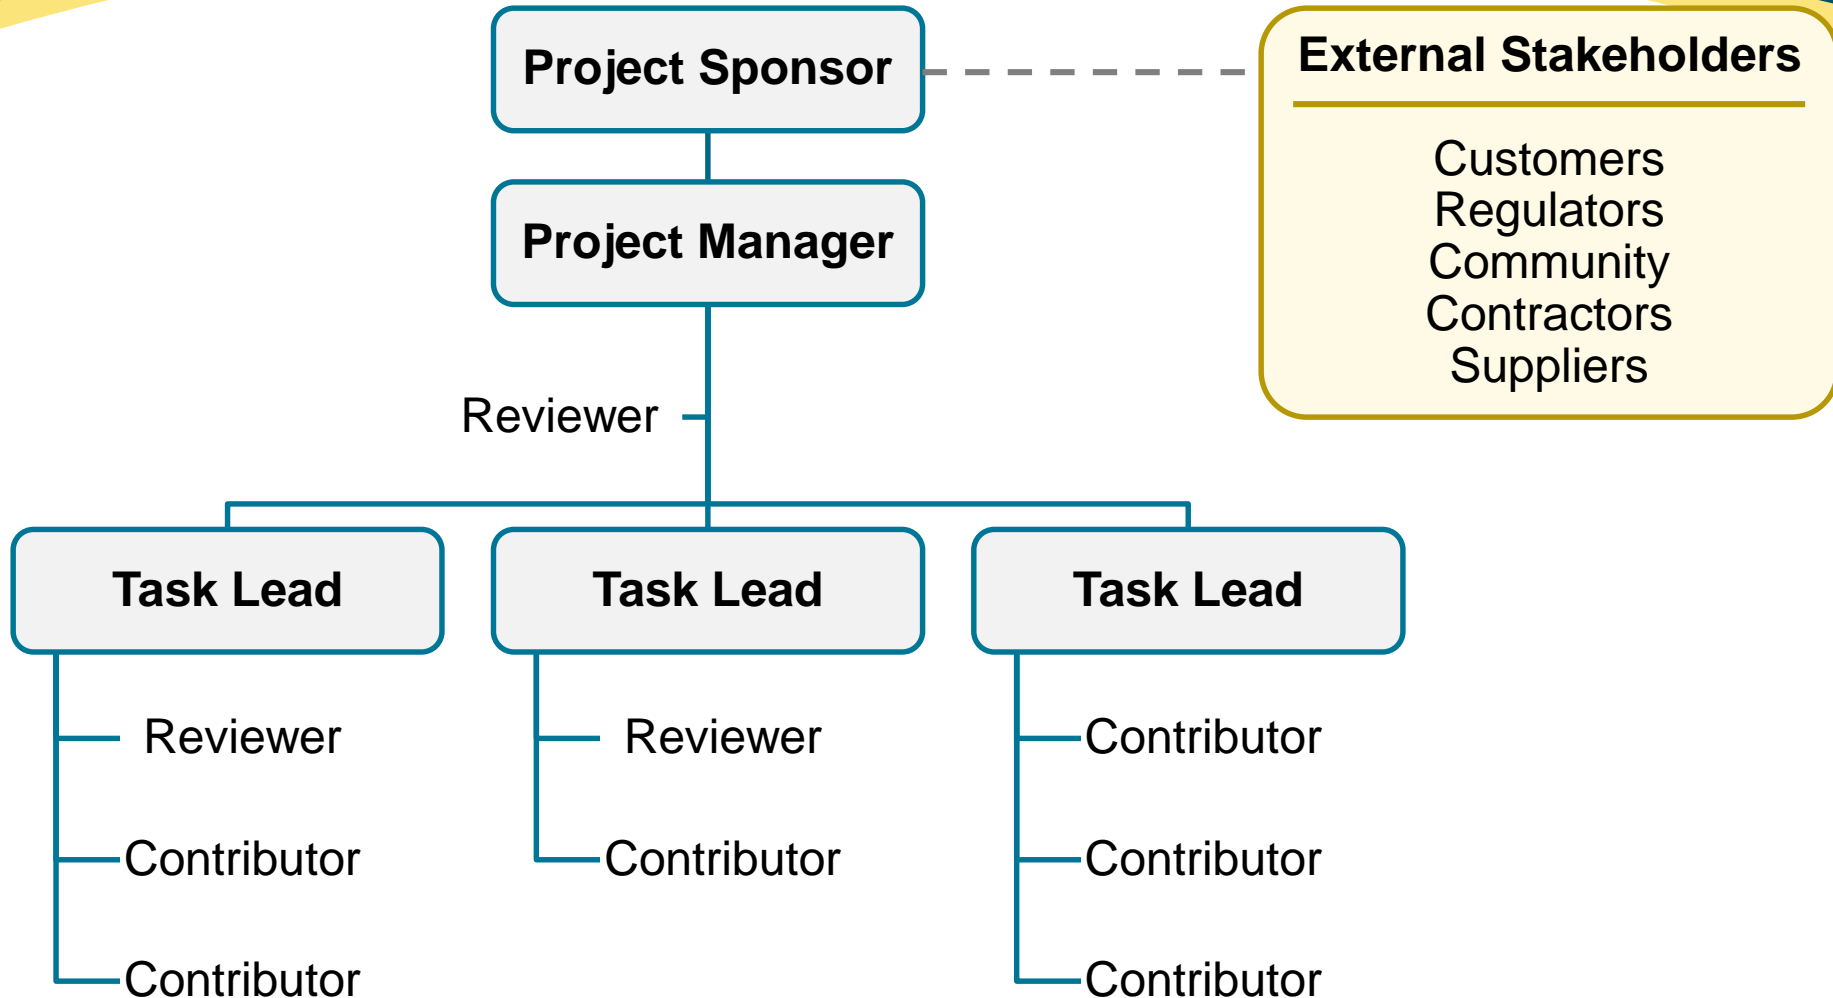 Project Sponsor
External Stakeholders
Customers
Regulators
Community
Contractors
Suppliers
Project Manager
Reviewer
Task Lead
Reviewer
Contributor
Contributor
Task Lead
Reviewer
Contributor
Task Lead
Contributor
Contributor
Contributor